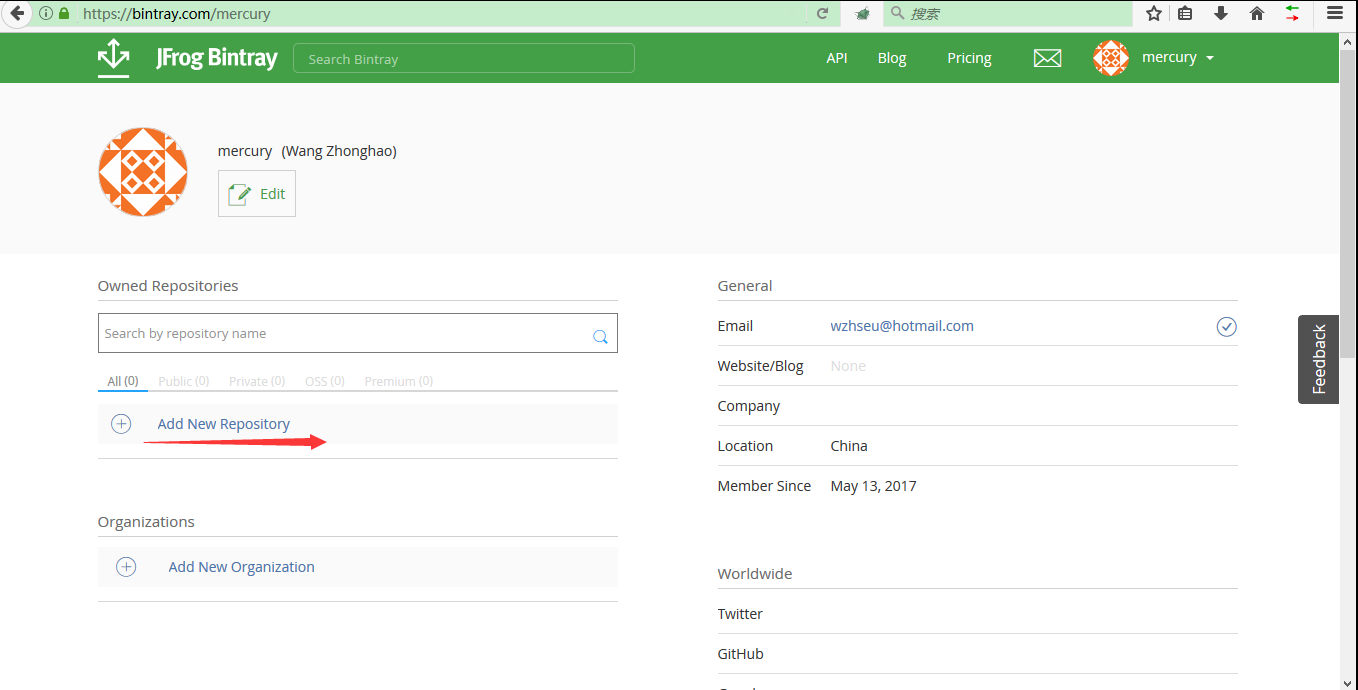 https://bintray.com/mercury
搜索
JFrog Bintray
Search Bintray
API
Blog
Pricing
mercury
mercury (Wang Zhonghao)
Edit
Owned Repositories
Search by repository name
All (0) Public (0) Private (0) OSS (0) Premium (0)
Add New Repository
Organizations
Add New Organization
General
Email wzhseu@hotmail.com
Website/Blog None
Company
Location China
Member Since May 13, 2017
Worldwide
Twitter
GitHub
Feedback